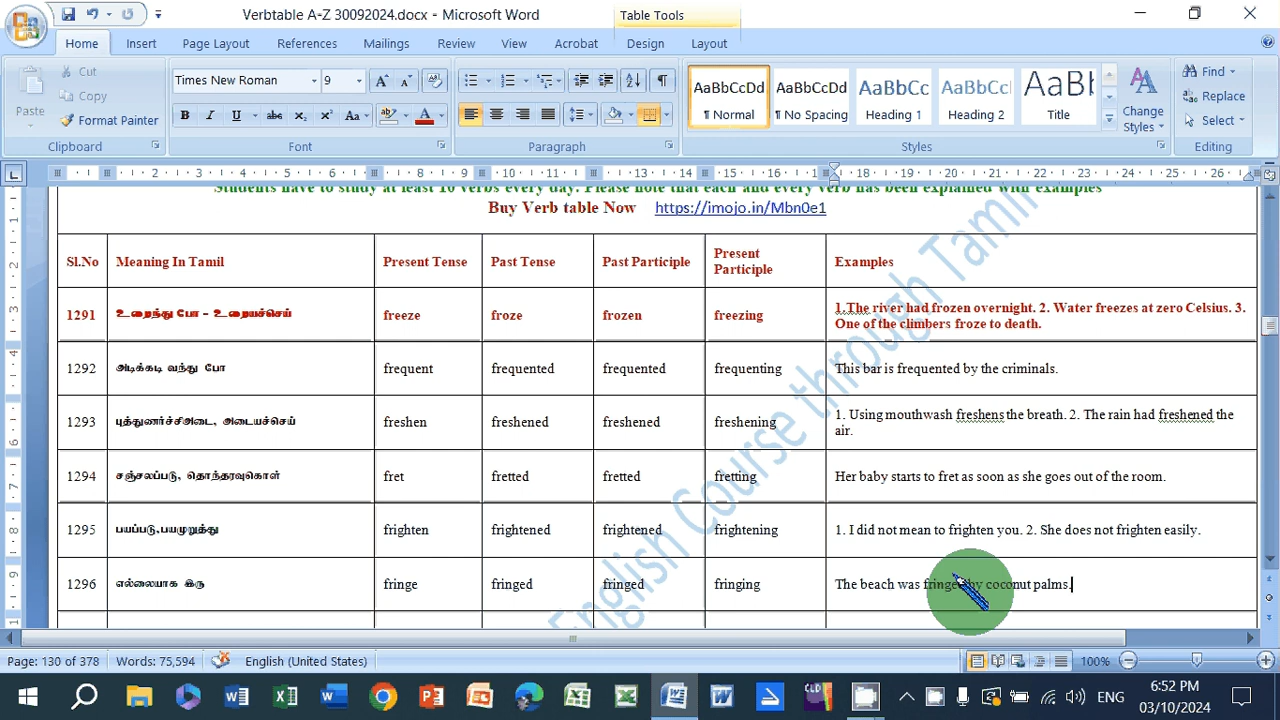 Verbtable A-Z 30092024.docx - Microsoft Word
Table Tools
Home Insert Page Layout References Mailings Review View Acrobat Design Layout
Paste
Cut
Copy
Format Painter
Clipboard
Times New Roman 9
Font
Paragraph
AaBbCcDd ¶ Normal
AaBbCcDd ¶ No Spacing
AaBbCc Heading 1
AaBbCc Heading 2
Title
Change Styles
Styles
Find
Replace
Select
Editing
Students have to study at least 10 verbs every day. Please note that each and every verb has been explained with examples
Buy Verb table Now https://imojo.in/Mbn0e1
Sl.No Meaning In Tamil Present Tense Past Tense Past Participle Present Participle Examples
1291 உறைந்து போ - உறையச்செய் freeze froze frozen freezing 1.The river had frozen overnight. 2. Water freezes at zero Celsius. 3. One of the climbers froze to death.
1292 அடிக்கடி வந்து போ frequent frequented frequented frequenting This bar is frequented by the criminals.
1293 புத்துணர்ச்சிஅடை, அடையச்செய் freshen freshened freshened freshening 1. Using mouthwash freshens the breath. 2. The rain had freshened the air.
1294 சஞ்சலப்படு, தொந்தரவுகொள் fret fretted fretted fretting Her baby starts to fret as soon as she goes out of the room.
1295 பயப்படு,பயமுறுத்து frighten frightened frightened frightening 1. I did not mean to frighten you. 2. She does not frighten easily.
1296 எல்லையாக இரு fringe fringed fringed fringing The beach was fringed by coconut palms.
English Course through Tamil
Page: 130 of 378 Words: 75,594 English (United States) 100%
ENG
6:52 PM
03/10/2024